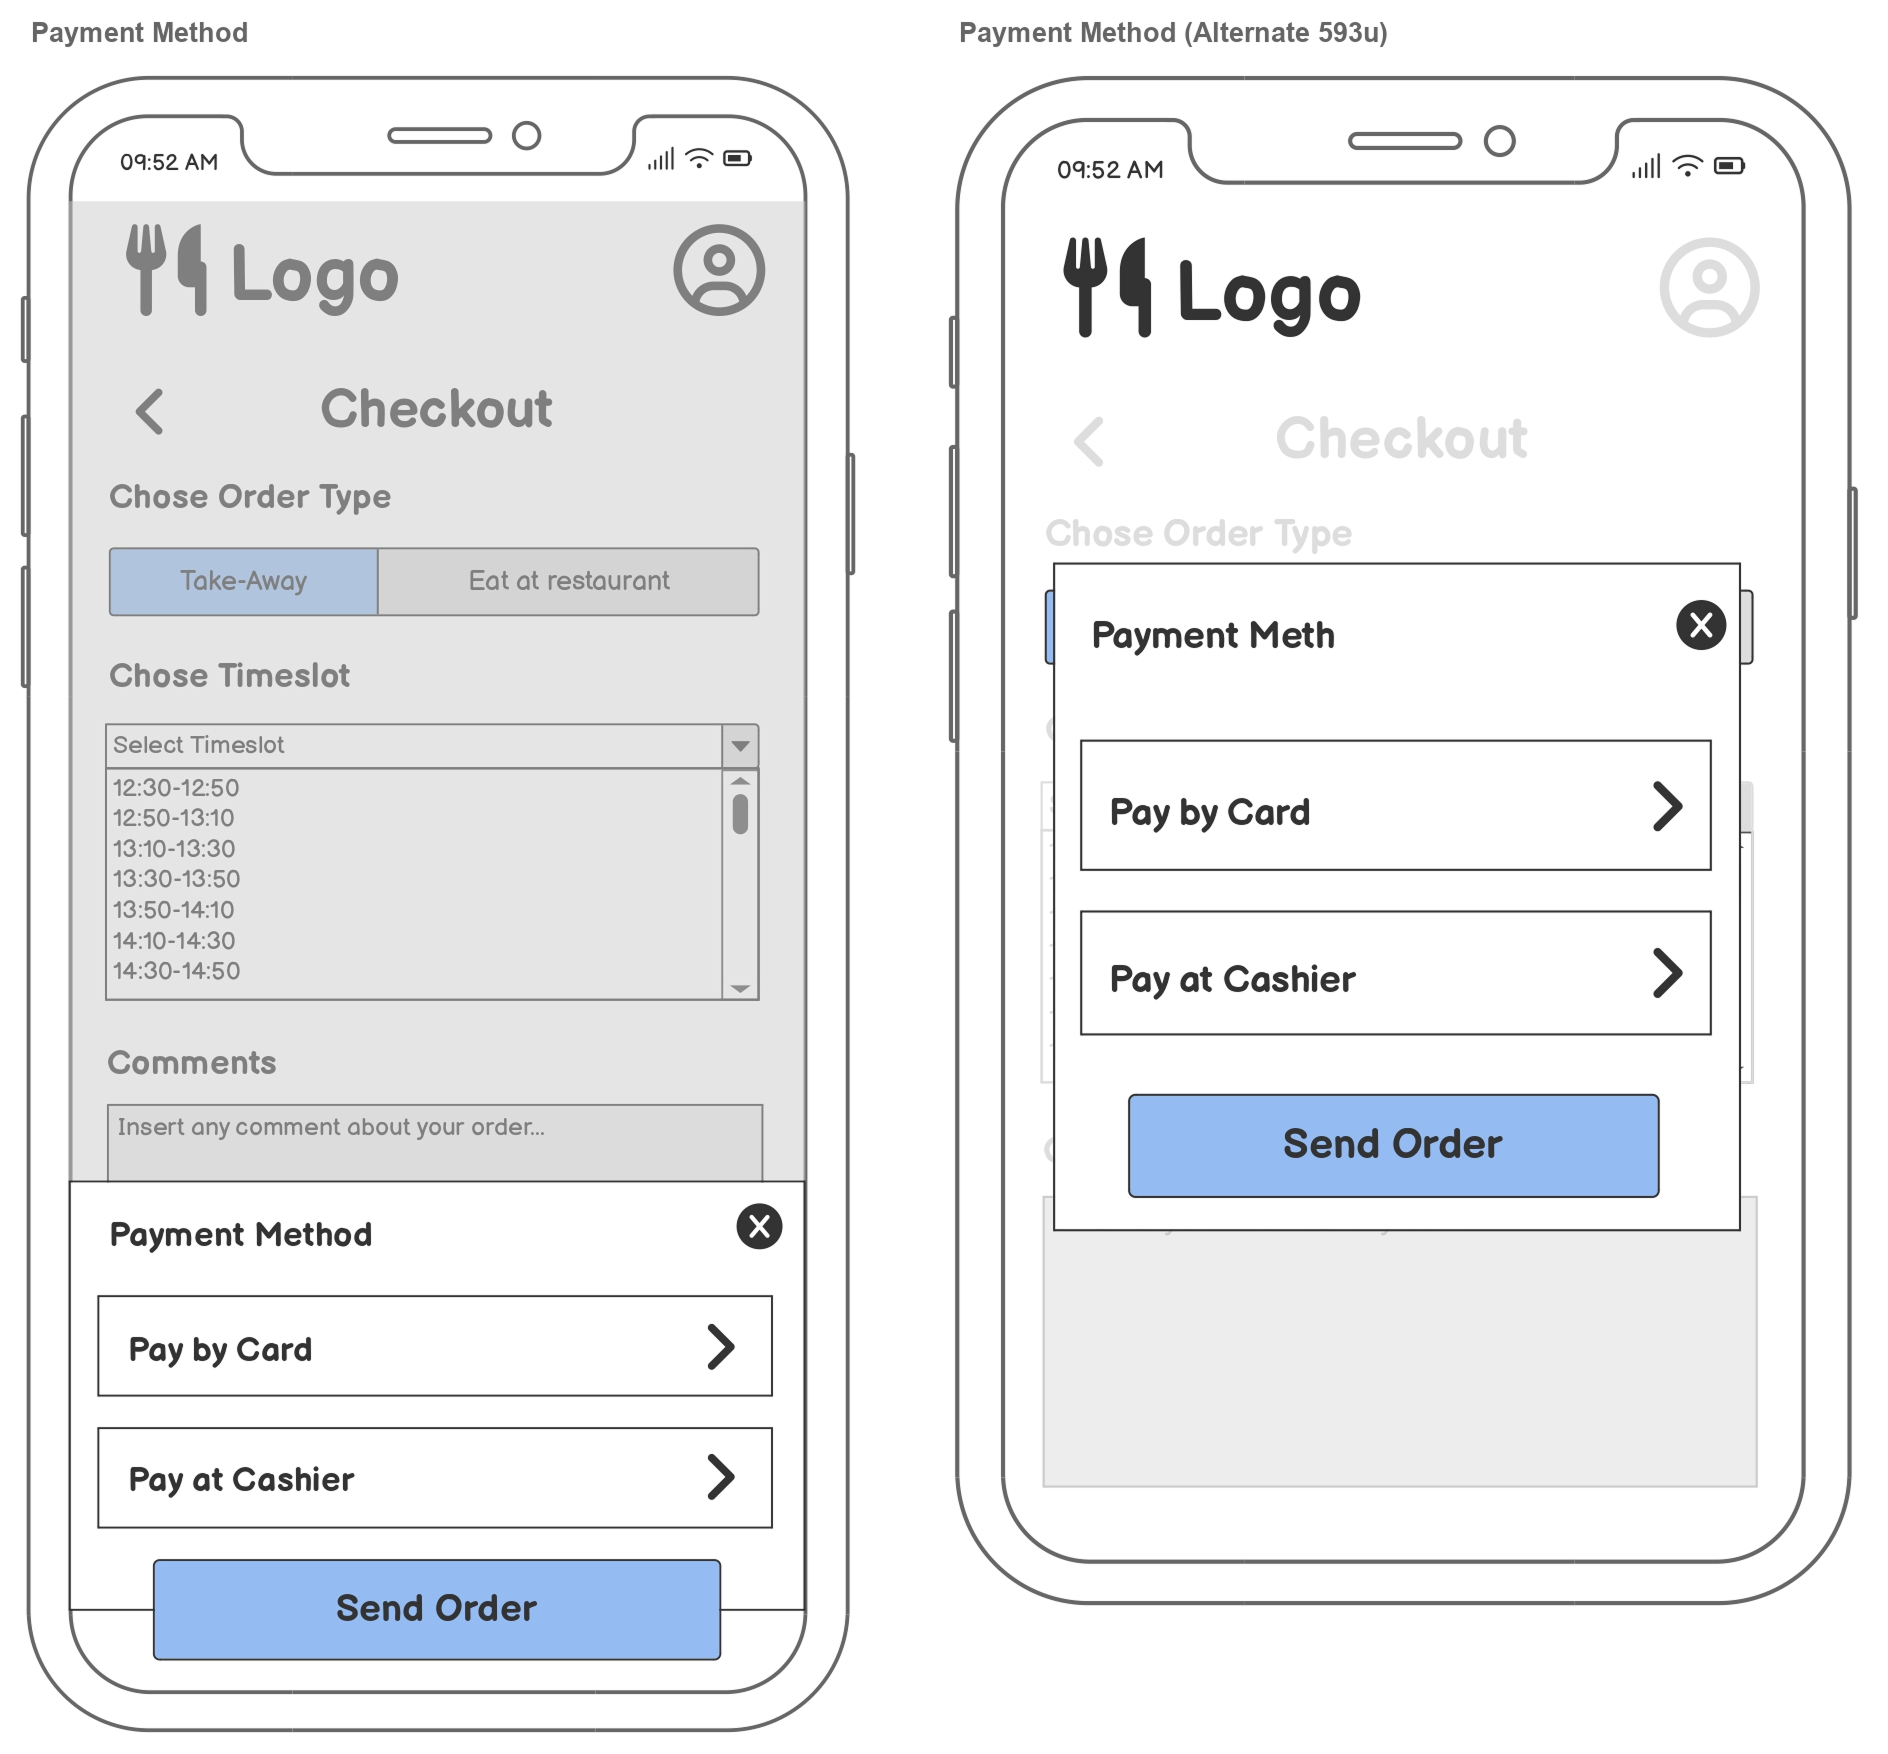 Payment Method
09:52 AM
Logo
Checkout
Chose Order Type
Take-Away Eat at restaurant
Chose Timeslot
Select Timeslot
12:30-12:50
12:50-13:10
13:10-13:30
13:30-13:50
13:50-14:10
14:10-14:30
14:30-14:50
Comments
Insert any comment about your order...
Payment Method
Pay by Card
Pay at Cashier
Send Order
Payment Method (Alternate 593u)
09:52 AM
Logo
Checkout
Chose Order Type
Payment Meth
Pay by Card
Pay at Cashier
Send Order